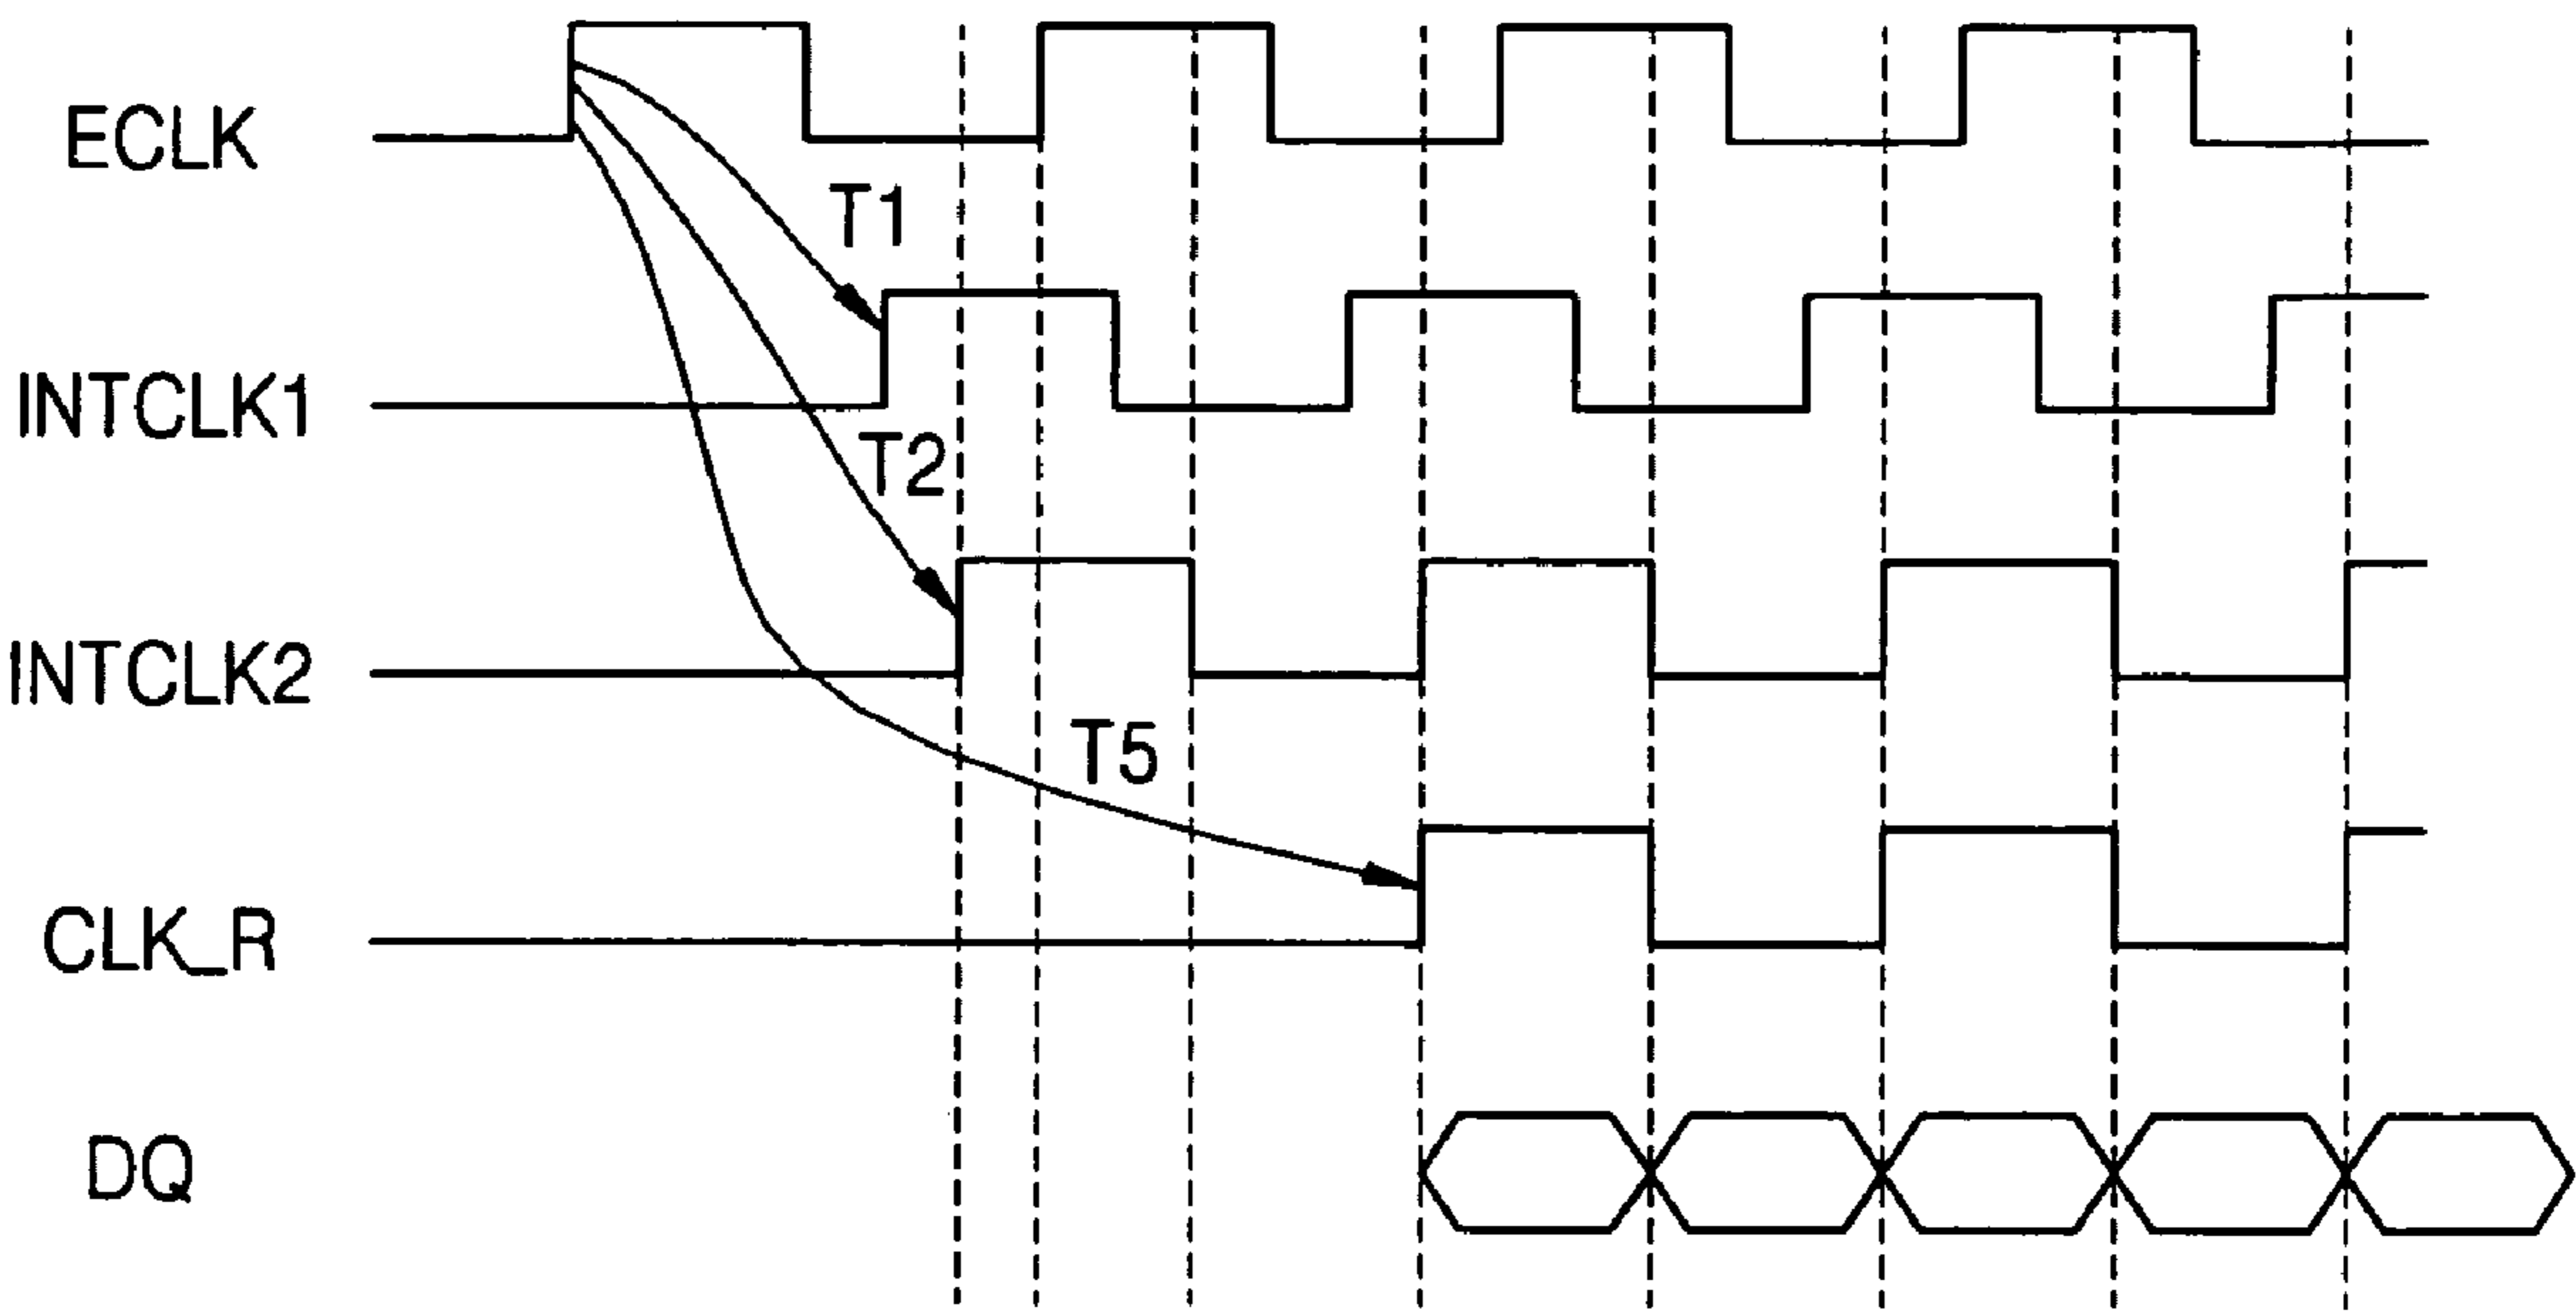 ECLK
T1
INTCLK1
T2
INTCLK2
T5
CLK_R
DQ